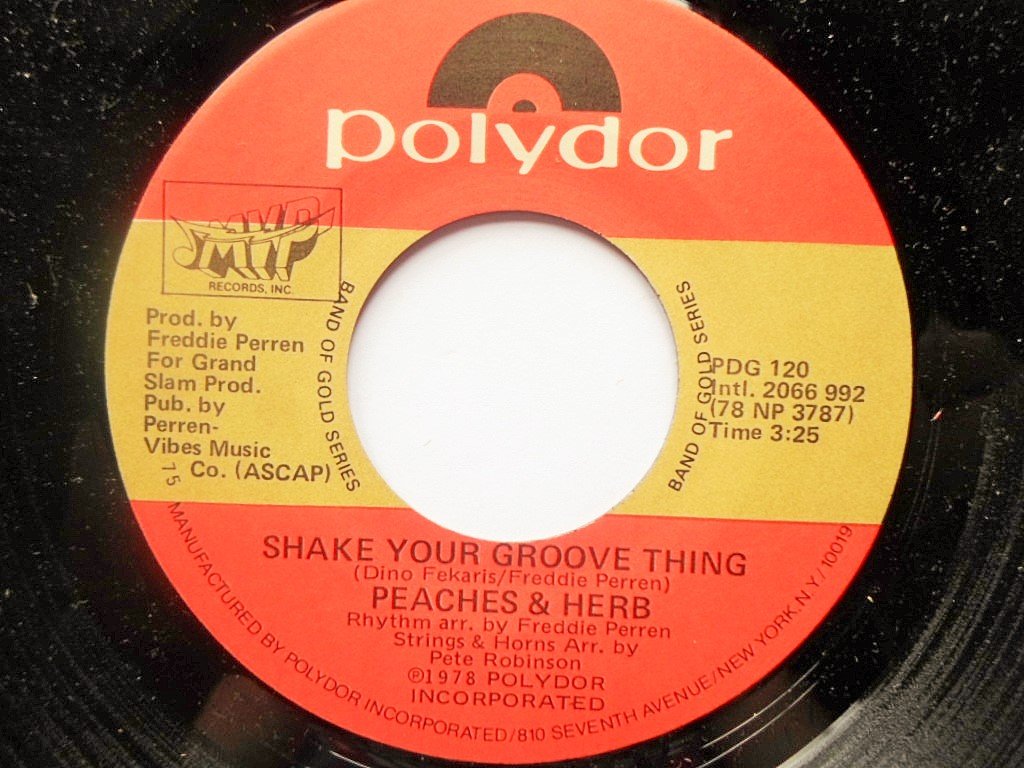 polydor
MVP
RECORDS, INC.
Prod. by
Freddie Perren
For Grand
Slam Prod.
Pub. by
Perren-
Vibes Music
Co. (ASCAP)
BAND OF GOLD SERIES
BAND OF GOLD SERIES
PDG 120
Intl. 2066 992
(78 NP 3787)
Time 3:25
SHAKE YOUR GROOVE THING
(Dino Fekaris/Freddie Perren)
PEACHES & HERB
Rhythm arr. by Freddie Perren
Strings & Horns Arr. by
Pete Robinson
℗1978 POLYDOR
INCORPORATED
75 MANUFACTURED BY POLYDOR INCORPORATED/810 SEVENTH AVENUE/NEW YORK N.Y./10019